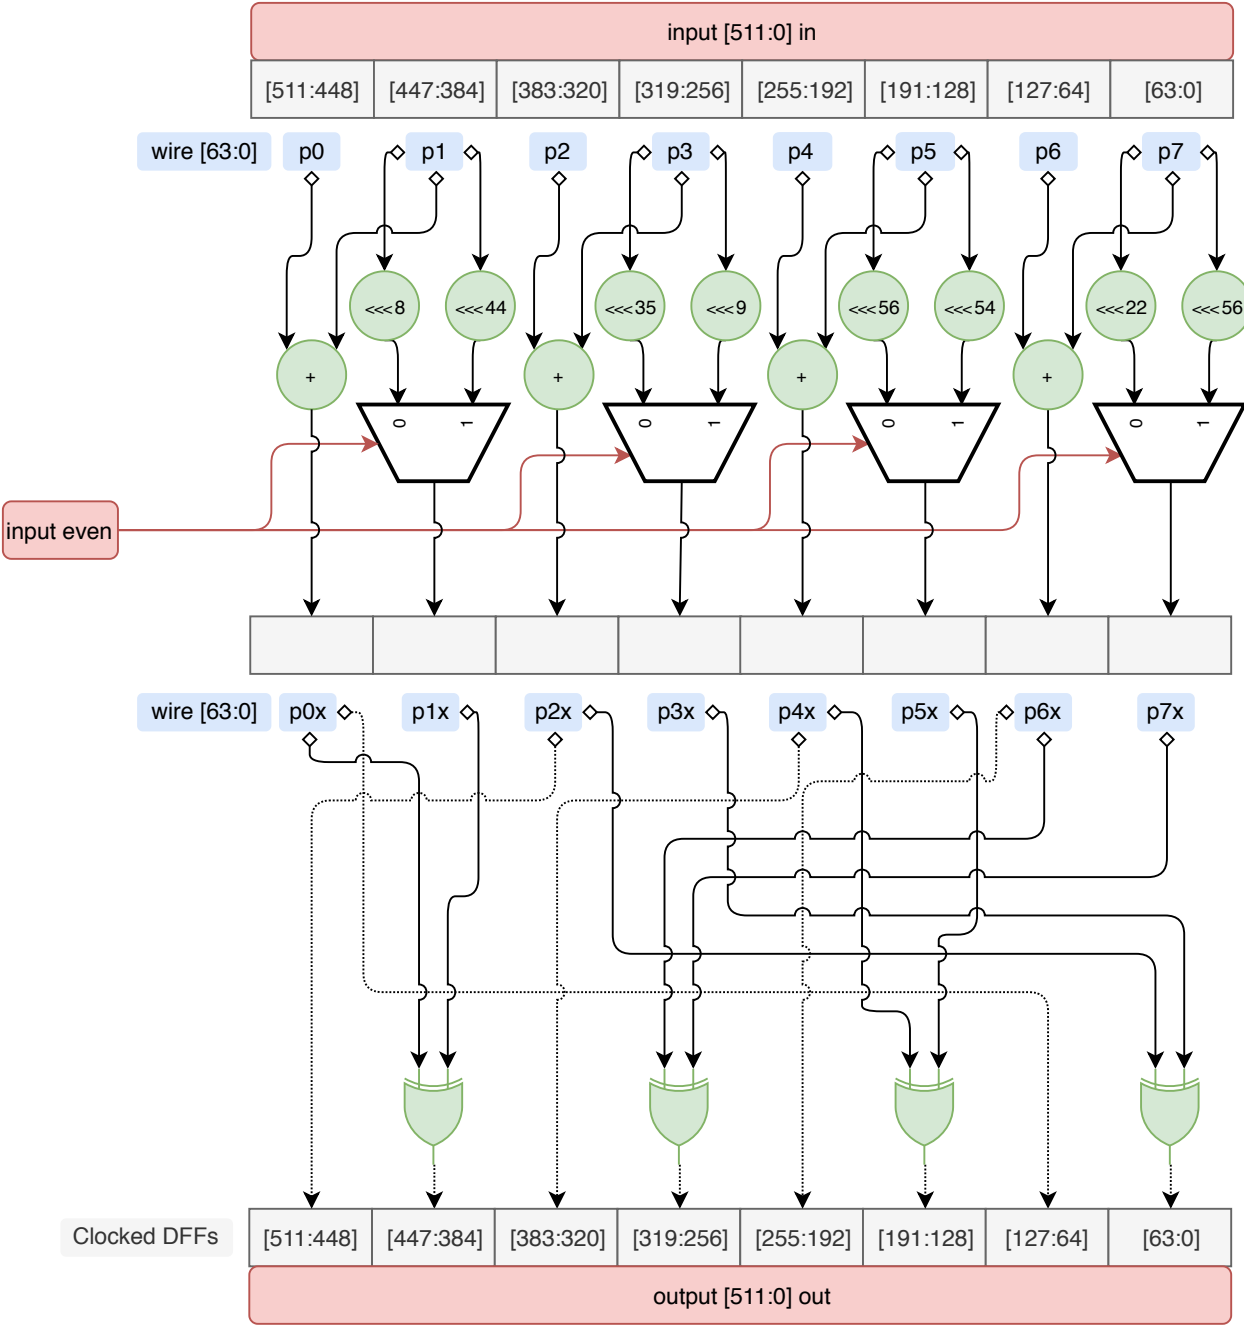 input [511:0] in
[511:448] [447:384] [383:320] [319:256] [255:192] [191:128] [127:64] [63:0]
wire [63:0] p0 p1 p2 p3 p4 p5 p6 p7
<<<8 <<<44 <<<35 <<<9 <<<56 <<<54 <<<22 <<<56
+ + + +
0 1 0 1 0 1 0 1
input even
wire [63:0] p0x p1x p2x p3x p4x p5x p6x p7x
Clocked DFFs [511:448] [447:384] [383:320] [319:256] [255:192] [191:128] [127:64] [63:0]
output [511:0] out